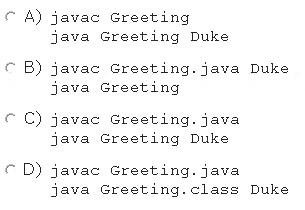 A) javac Greeting
java Greeting Duke
B) javac Greeting.java Duke
java Greeting
C) javac Greeting.java
java Greeting Duke
D) javac Greeting.java
java Greeting.class Duke